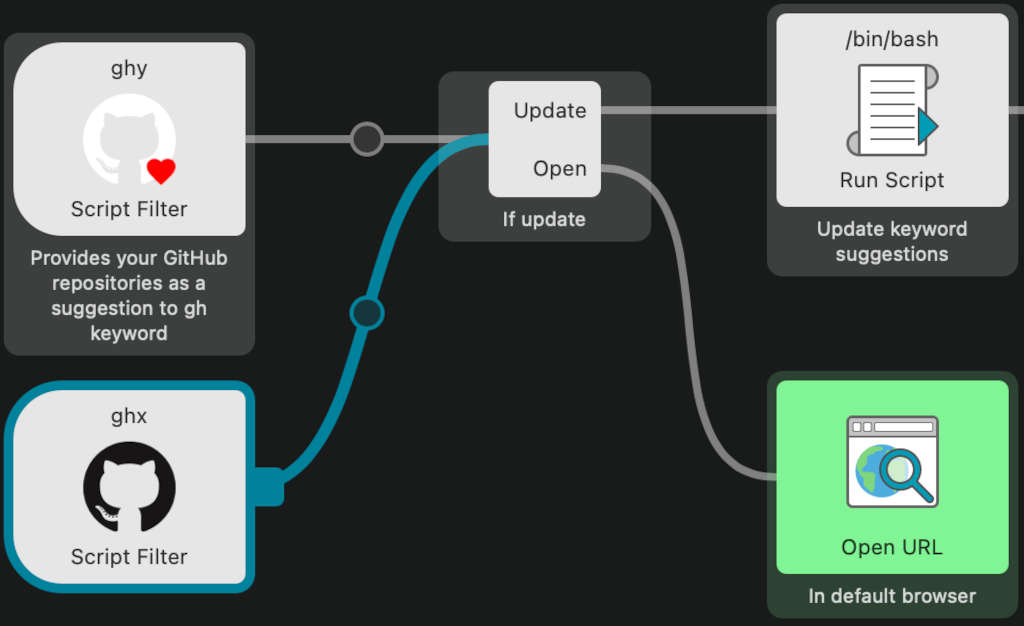 ghy
Script Filter
Provides your GitHub
repositories as a
suggestion to gh
keyword
ghx
Script Filter
Update
Open
If update
/bin/bash
Run Script
Update keyword
suggestions
Open URL
In default browser